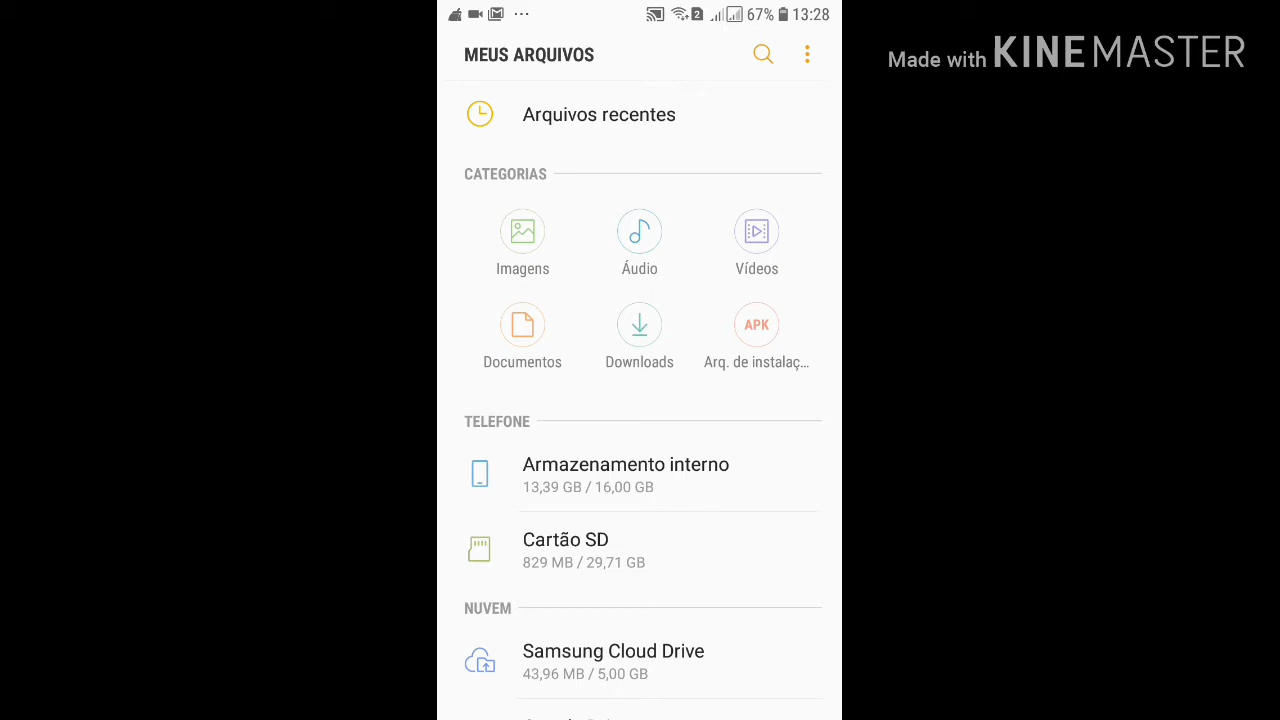 2 67% 13:28
MEUS ARQUIVOS
Made with KINEMASTER
Arquivos recentes
CATEGORIAS
Imagens
Áudio
Vídeos
APK
Documentos
Downloads
Arq. de instalaç...
TELEFONE
Armazenamento interno
13,39 GB / 16,00 GB
Cartão SD
829 MB / 29,71 GB
NUVEM
Samsung Cloud Drive
43,96 MB / 5,00 GB